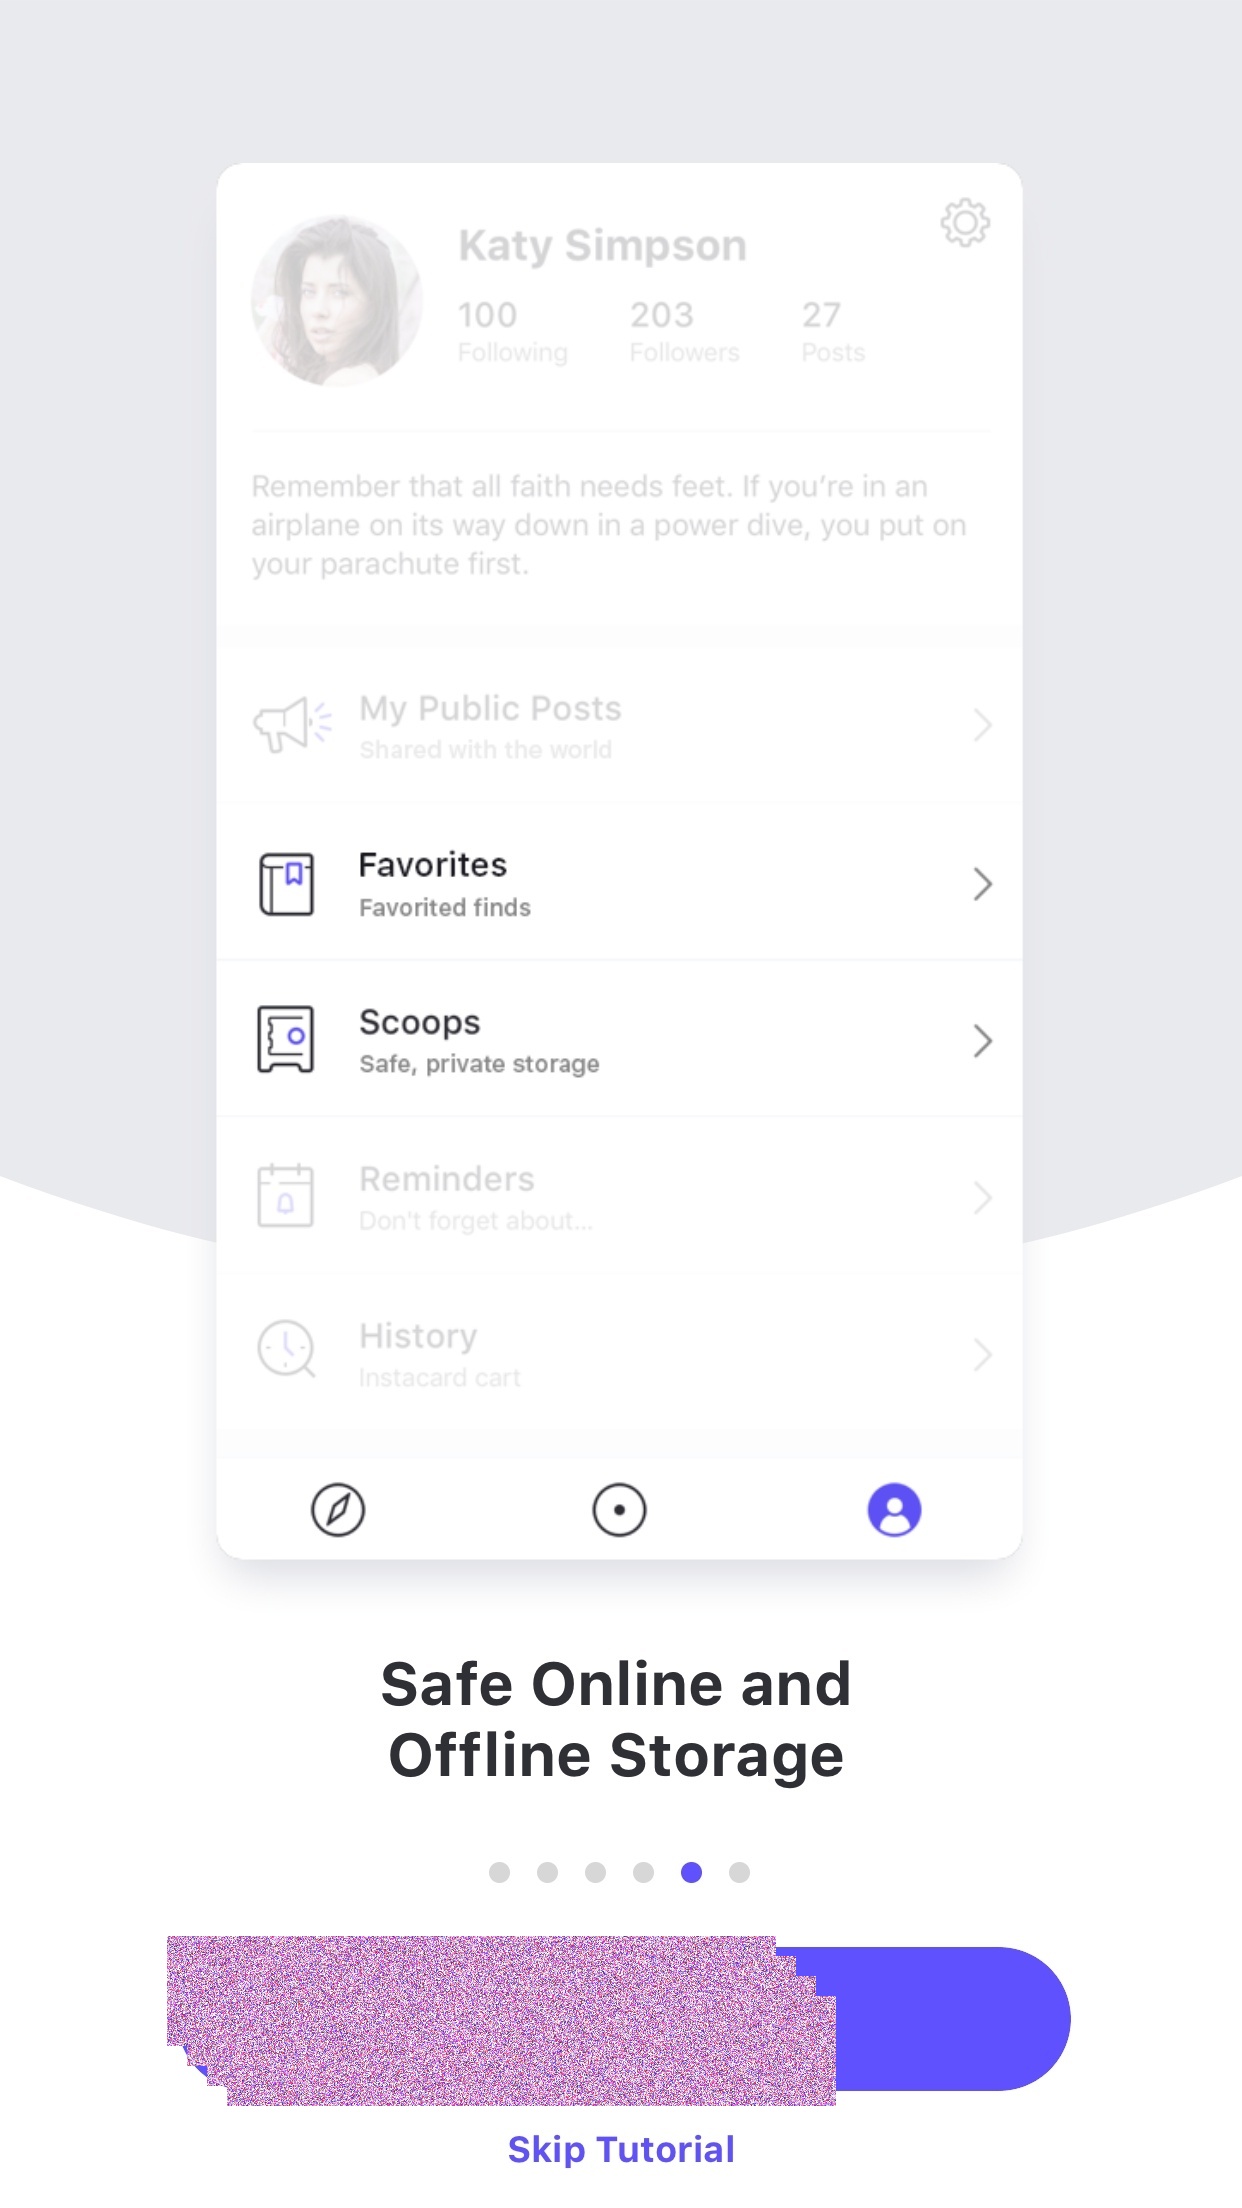 Katy Simpson
100 203 27
Following Followers Posts
Remember that all faith needs feet. If you’re in an
airplane on its way down in a power dive, you put on
your parachute first.
My Public Posts
Shared with the world
Favorites
Favorited finds
Scoops
Safe, private storage
Reminders
Don't forget about...
History
Instacard cart
Safe Online and
Offline Storage
Skip Tutorial